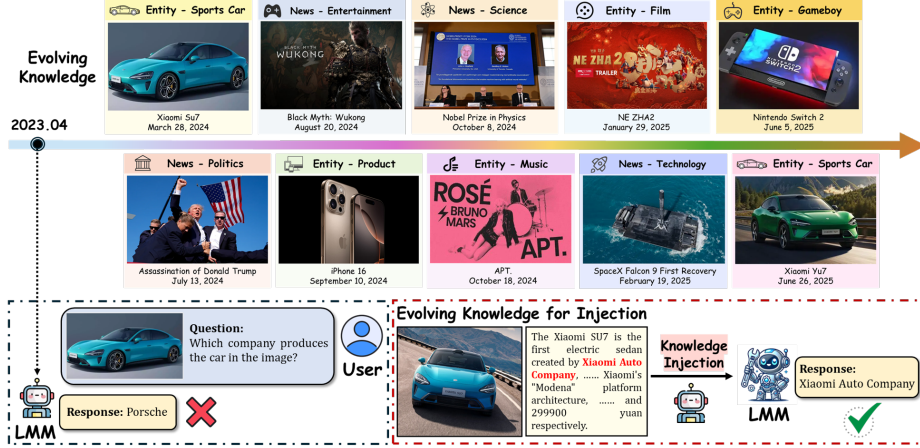 Entity - Sports Car
News - Entertainment
News - Science
Entity - Film
Entity - Gameboy
Evolving
Knowledge
BLACK MYTH
WUKONG
NE ZHA 2
TRAILER
SWITCH 2
Xiaomi Su7
March 28, 2024
Black Myth: Wukong
August 20, 2024
Nobel Prize in Physics
October 8, 2024
NE ZHA2
January 29, 2025
Nintendo Switch 2
June 5, 2025
2023.04
News - Politics
Entity - Product
Entity - Music
News - Technology
Entity - Sports Car
ROSÉ
BRUNO
MARS
APT.
Assassination of Donald Trump
July 13, 2024
iPhone 16
September 10, 2024
APT.
October 18, 2024
SpaceX Falcon 9 First Recovery
February 19, 2025
Xiaomi Yu7
June 26, 2025
Question:
Which company produces
the car in the image?
User
LMM
Response: Porsche
Evolving Knowledge for Injection
The Xiaomi SU7 is the
first electric sedan
created by Xiaomi Auto
Company, ...... Xiaomi's
"Modena" platform
architecture, ...... and
299900 yuan
respectively.
Knowledge
Injection
LMM
Response:
Xiaomi Auto Company